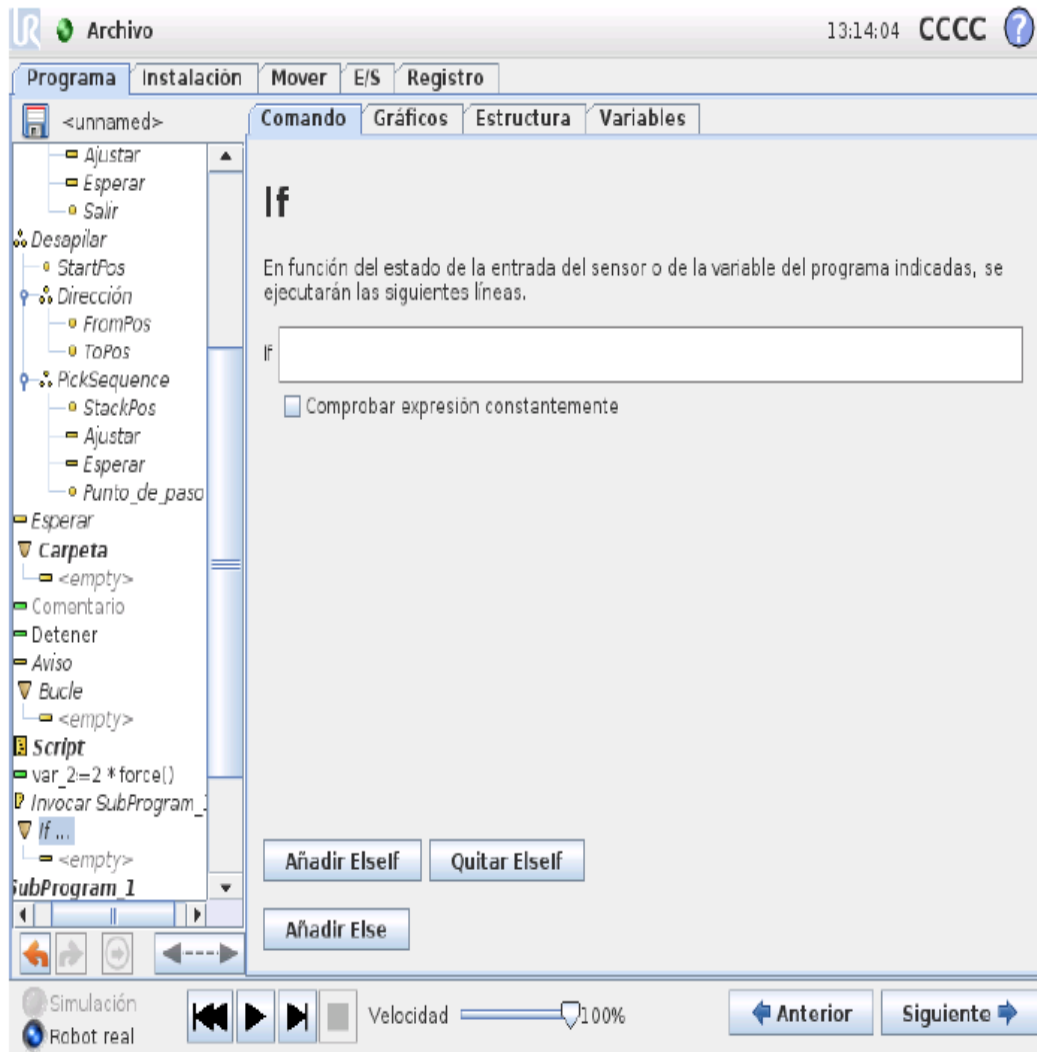 UR Archivo 13:14:04 CCCC ?
Programa Instalación Mover E/S Registro
<unnamed>
Comando Gráficos Estructura Variables
Ajustar
Esperar
Salir
Desapilar
StartPos
Dirección
FromPos
ToPos
PickSequence
StackPos
Ajustar
Esperar
Punto_de_paso
Esperar
Carpeta
<empty>
Comentario
Detener
Aviso
Bucle
<empty>
Script
var_2:=2 * force()
Invocar SubProgram_1
If ...
<empty>
SubProgram_1
If
En función del estado de la entrada del sensor o de la variable del programa indicadas, se
ejecutarán las siguientes líneas.
If
Comprobar expresión constantemente
Añadir ElseIf Quitar ElseIf
Añadir Else
Simulación
Robot real
Velocidad 100%
Anterior Siguiente